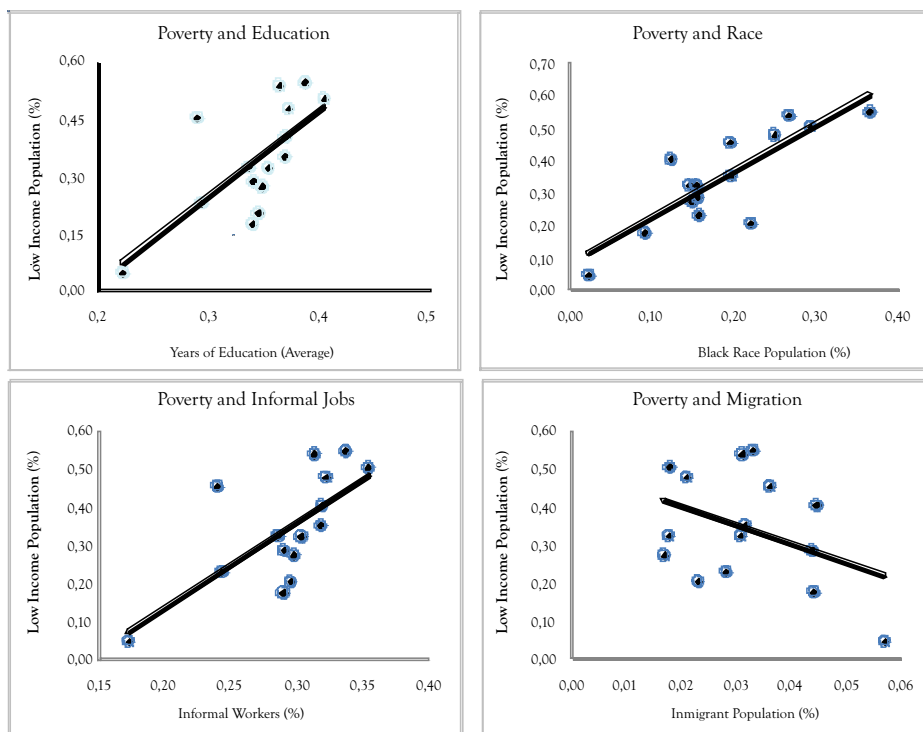 Poverty and Education
Low Income Population (%)
0,60
0,45
0,30
0,15
0,00
0,2 0,3 0,4 0,5
Years of Education (Average)
Poverty and Race
Low Income Population (%)
0,70
0,60
0,50
0,40
0,30
0,20
0,10
0,00
0,00 0,10 0,20 0,30 0,40
Black Race Population (%)
Poverty and Informal Jobs
Low Income Population (%)
0,60
0,50
0,40
0,30
0,20
0,10
0,00
0,15 0,20 0,25 0,30 0,35 0,40
Informal Workers (%)
Poverty and Migration
Low Income Population (%)
0,60
0,50
0,40
0,30
0,20
0,10
0,00
0,00 0,01 0,02 0,03 0,04 0,05 0,06
Inmigrant Population (%)